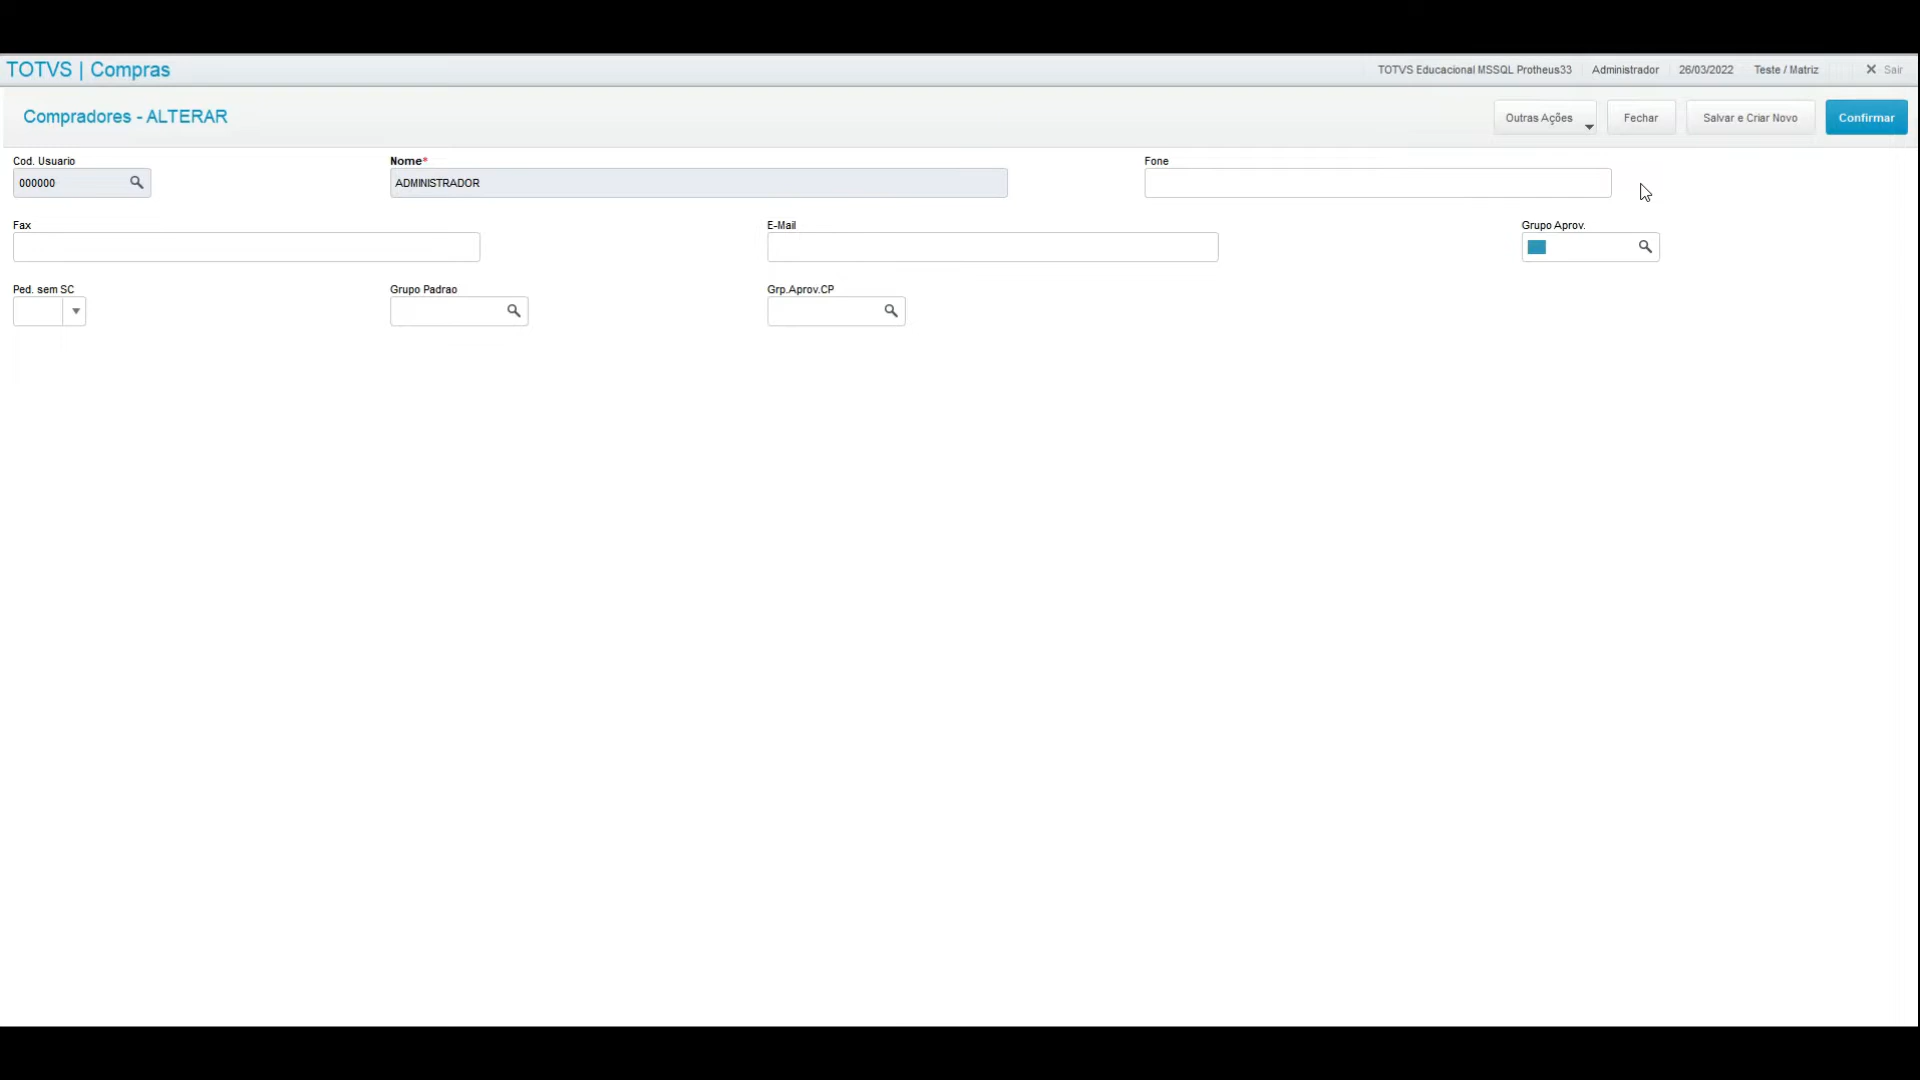 TOTVS | Compras
TOTVS Educacional MSSQL Protheus33 Administrador 26/03/2022 Teste / Matriz Sair
Compradores - ALTERAR
Outras Ações Fechar Salvar e Criar Novo Confirmar
Cod. Usuario Nome* Fone
000000 ADMINISTRADOR
Fax E-Mail Grupo Aprov.
Ped. sem SC Grupo Padrao Grp.Aprov.CP